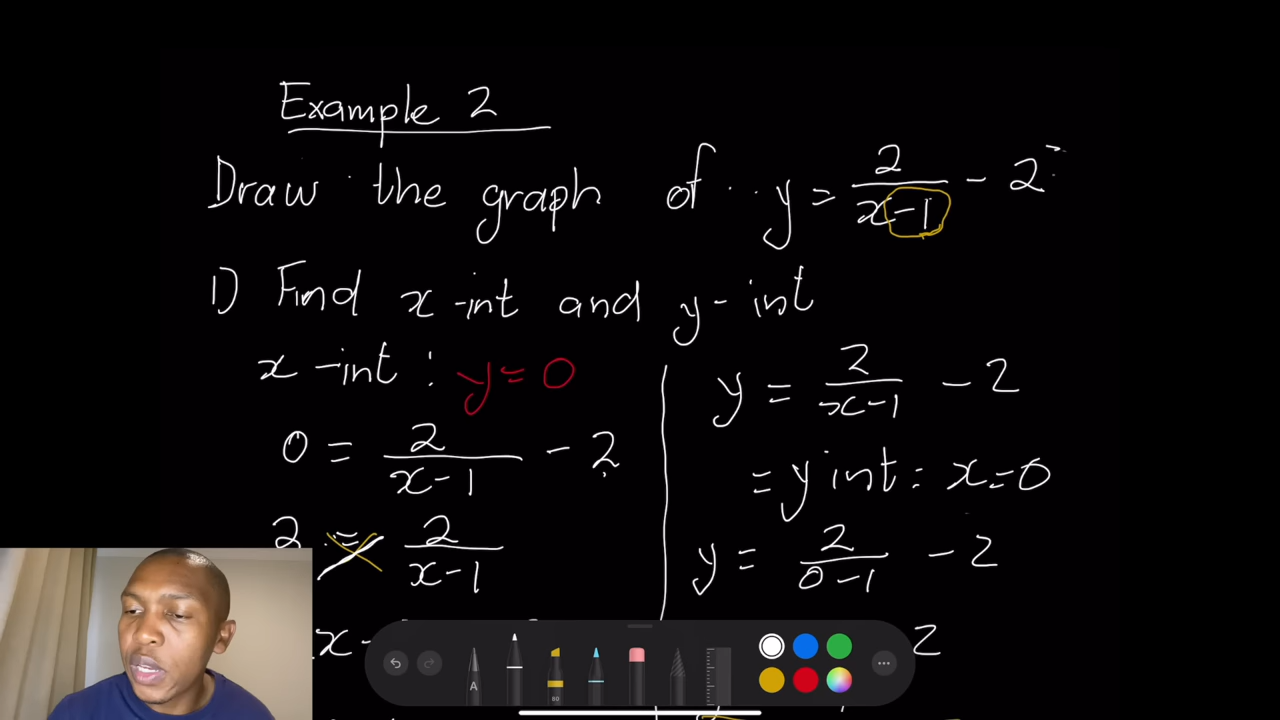 Example 2
Draw the graph of y = 2/(x-1) - 2
1) Find x-int and y-int
x-int: y=0
0 = 2/(x-1) - 2
2 = 2/(x-1)
x-
y = 2/(x-1) - 2
= y int: x=0
y = 2/(0-1) - 2
2
A
80